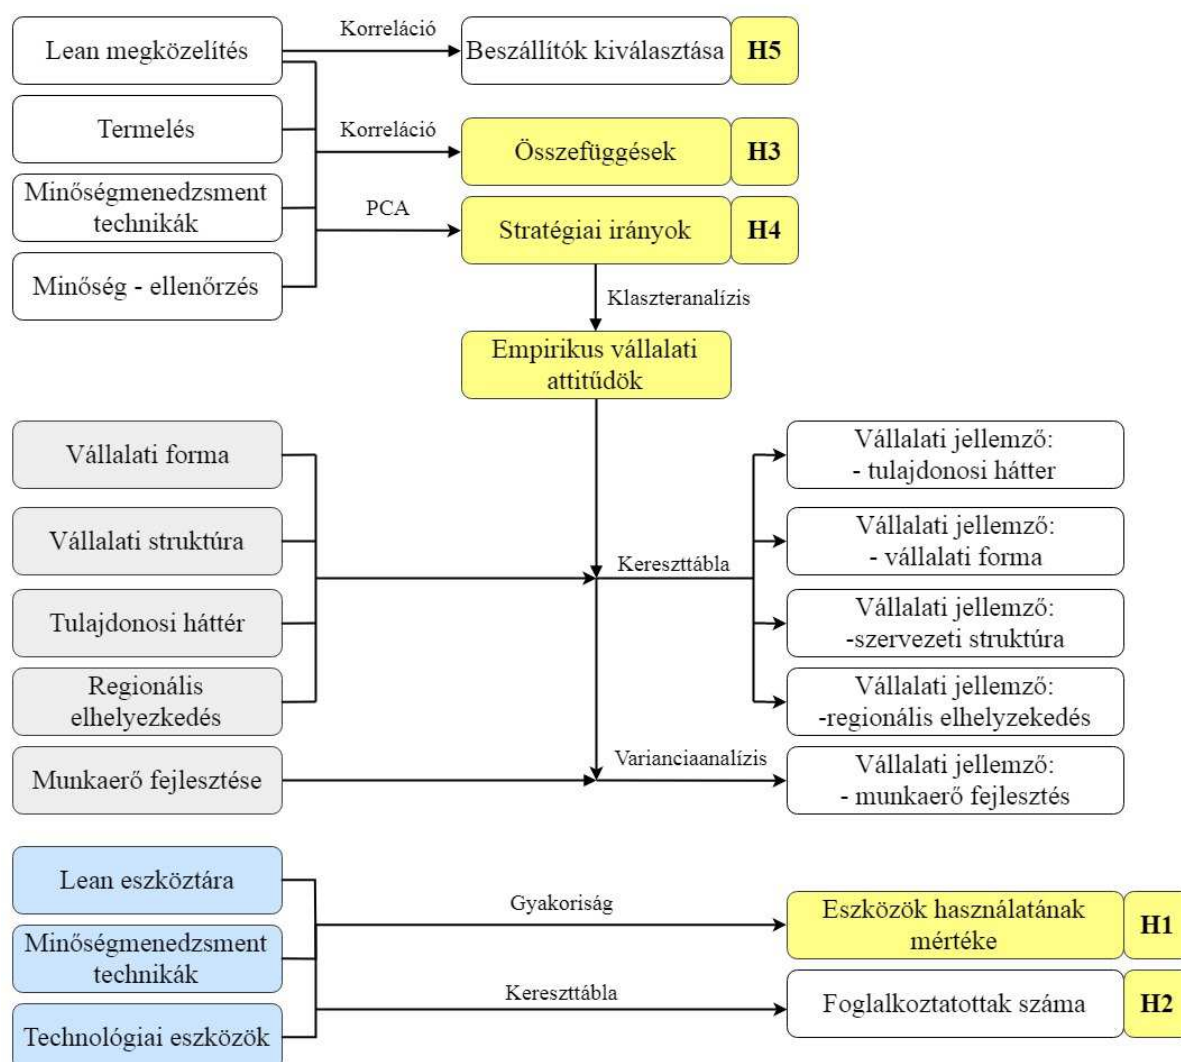 Lean megközelítés
Korreláció
Beszállítók kiválasztása
H5
Termelés
Korreláció
Összefüggések
H3
Minőségmenedzsment
technikák
PCA
Stratégiai irányok
H4
Minőség - ellenőrzés
Klaszteranalízis
Empirikus vállalati
attitűdök
Vállalati forma
Vállalati jellemző:
- tulajdonosi hátter
Vállalati struktúra
Vállalati jellemző:
- vállalati forma
Kereszttábla
Tulajdonosi háttér
Vállalati jellemző:
-szervezeti struktúra
Regionális
elhelyezkedés
Vállalati jellemző:
-regionális elhelyzekedés
Munkaerő fejlesztése
Varianciaanalízis
Vállalati jellemző:
- munkaerő fejlesztés
Lean eszköztára
Gyakoriság
Eszközök használatának
mértéke
H1
Minőségmenedzsment
technikák
Kereszttábla
Foglalkoztatottak száma
H2
Technológiai eszközök